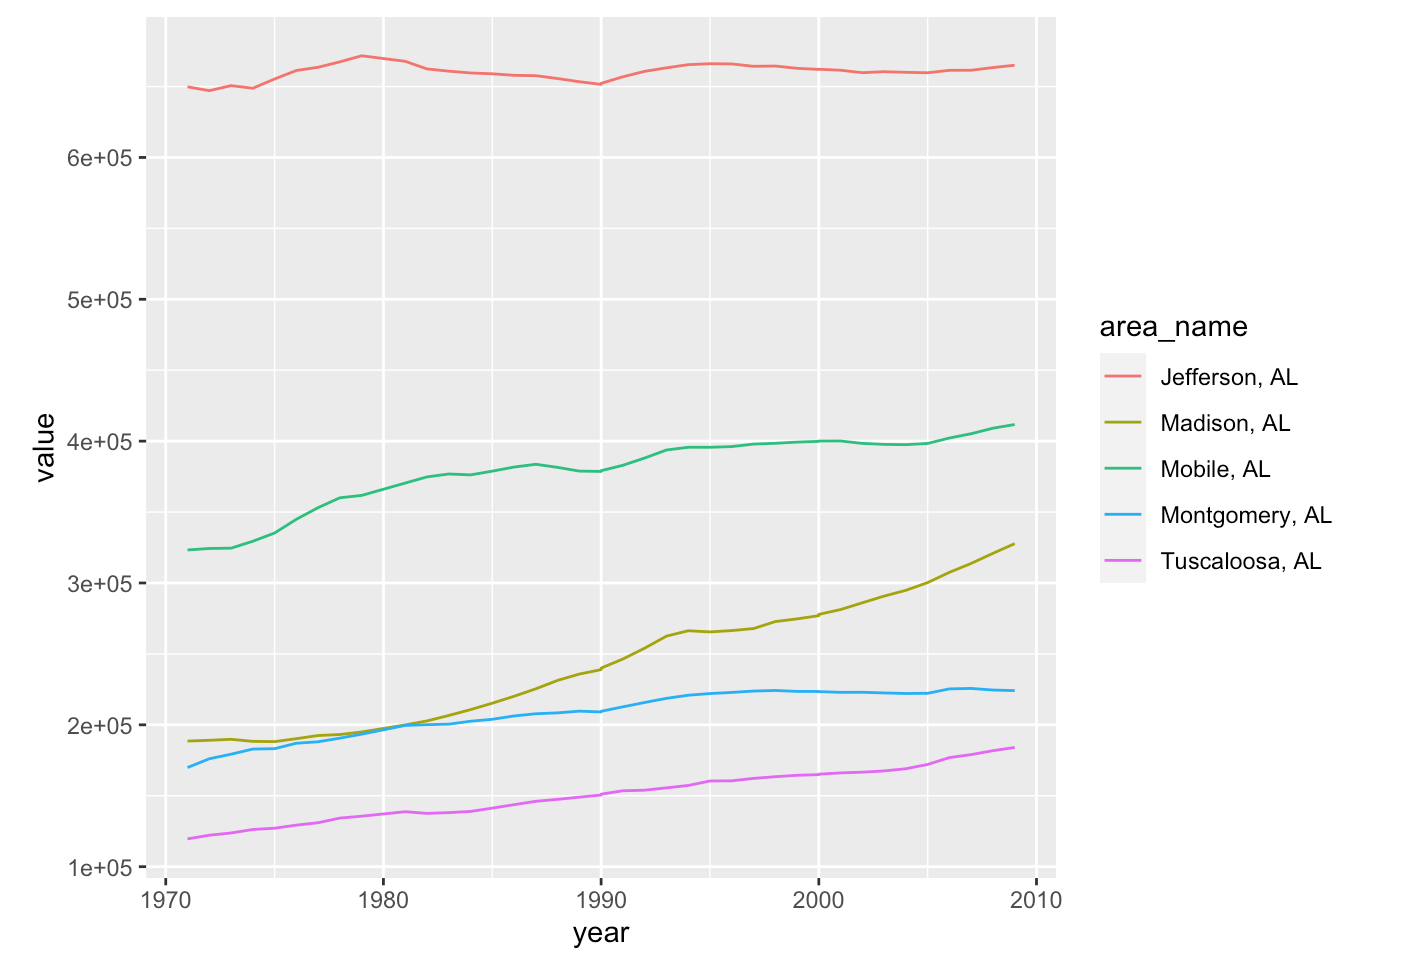 6e+05
5e+05
4e+05
3e+05
2e+05
1e+05
value
1970 1980 1990 2000 2010
year
area_name
Jefferson, AL
Madison, AL
Mobile, AL
Montgomery, AL
Tuscaloosa, AL